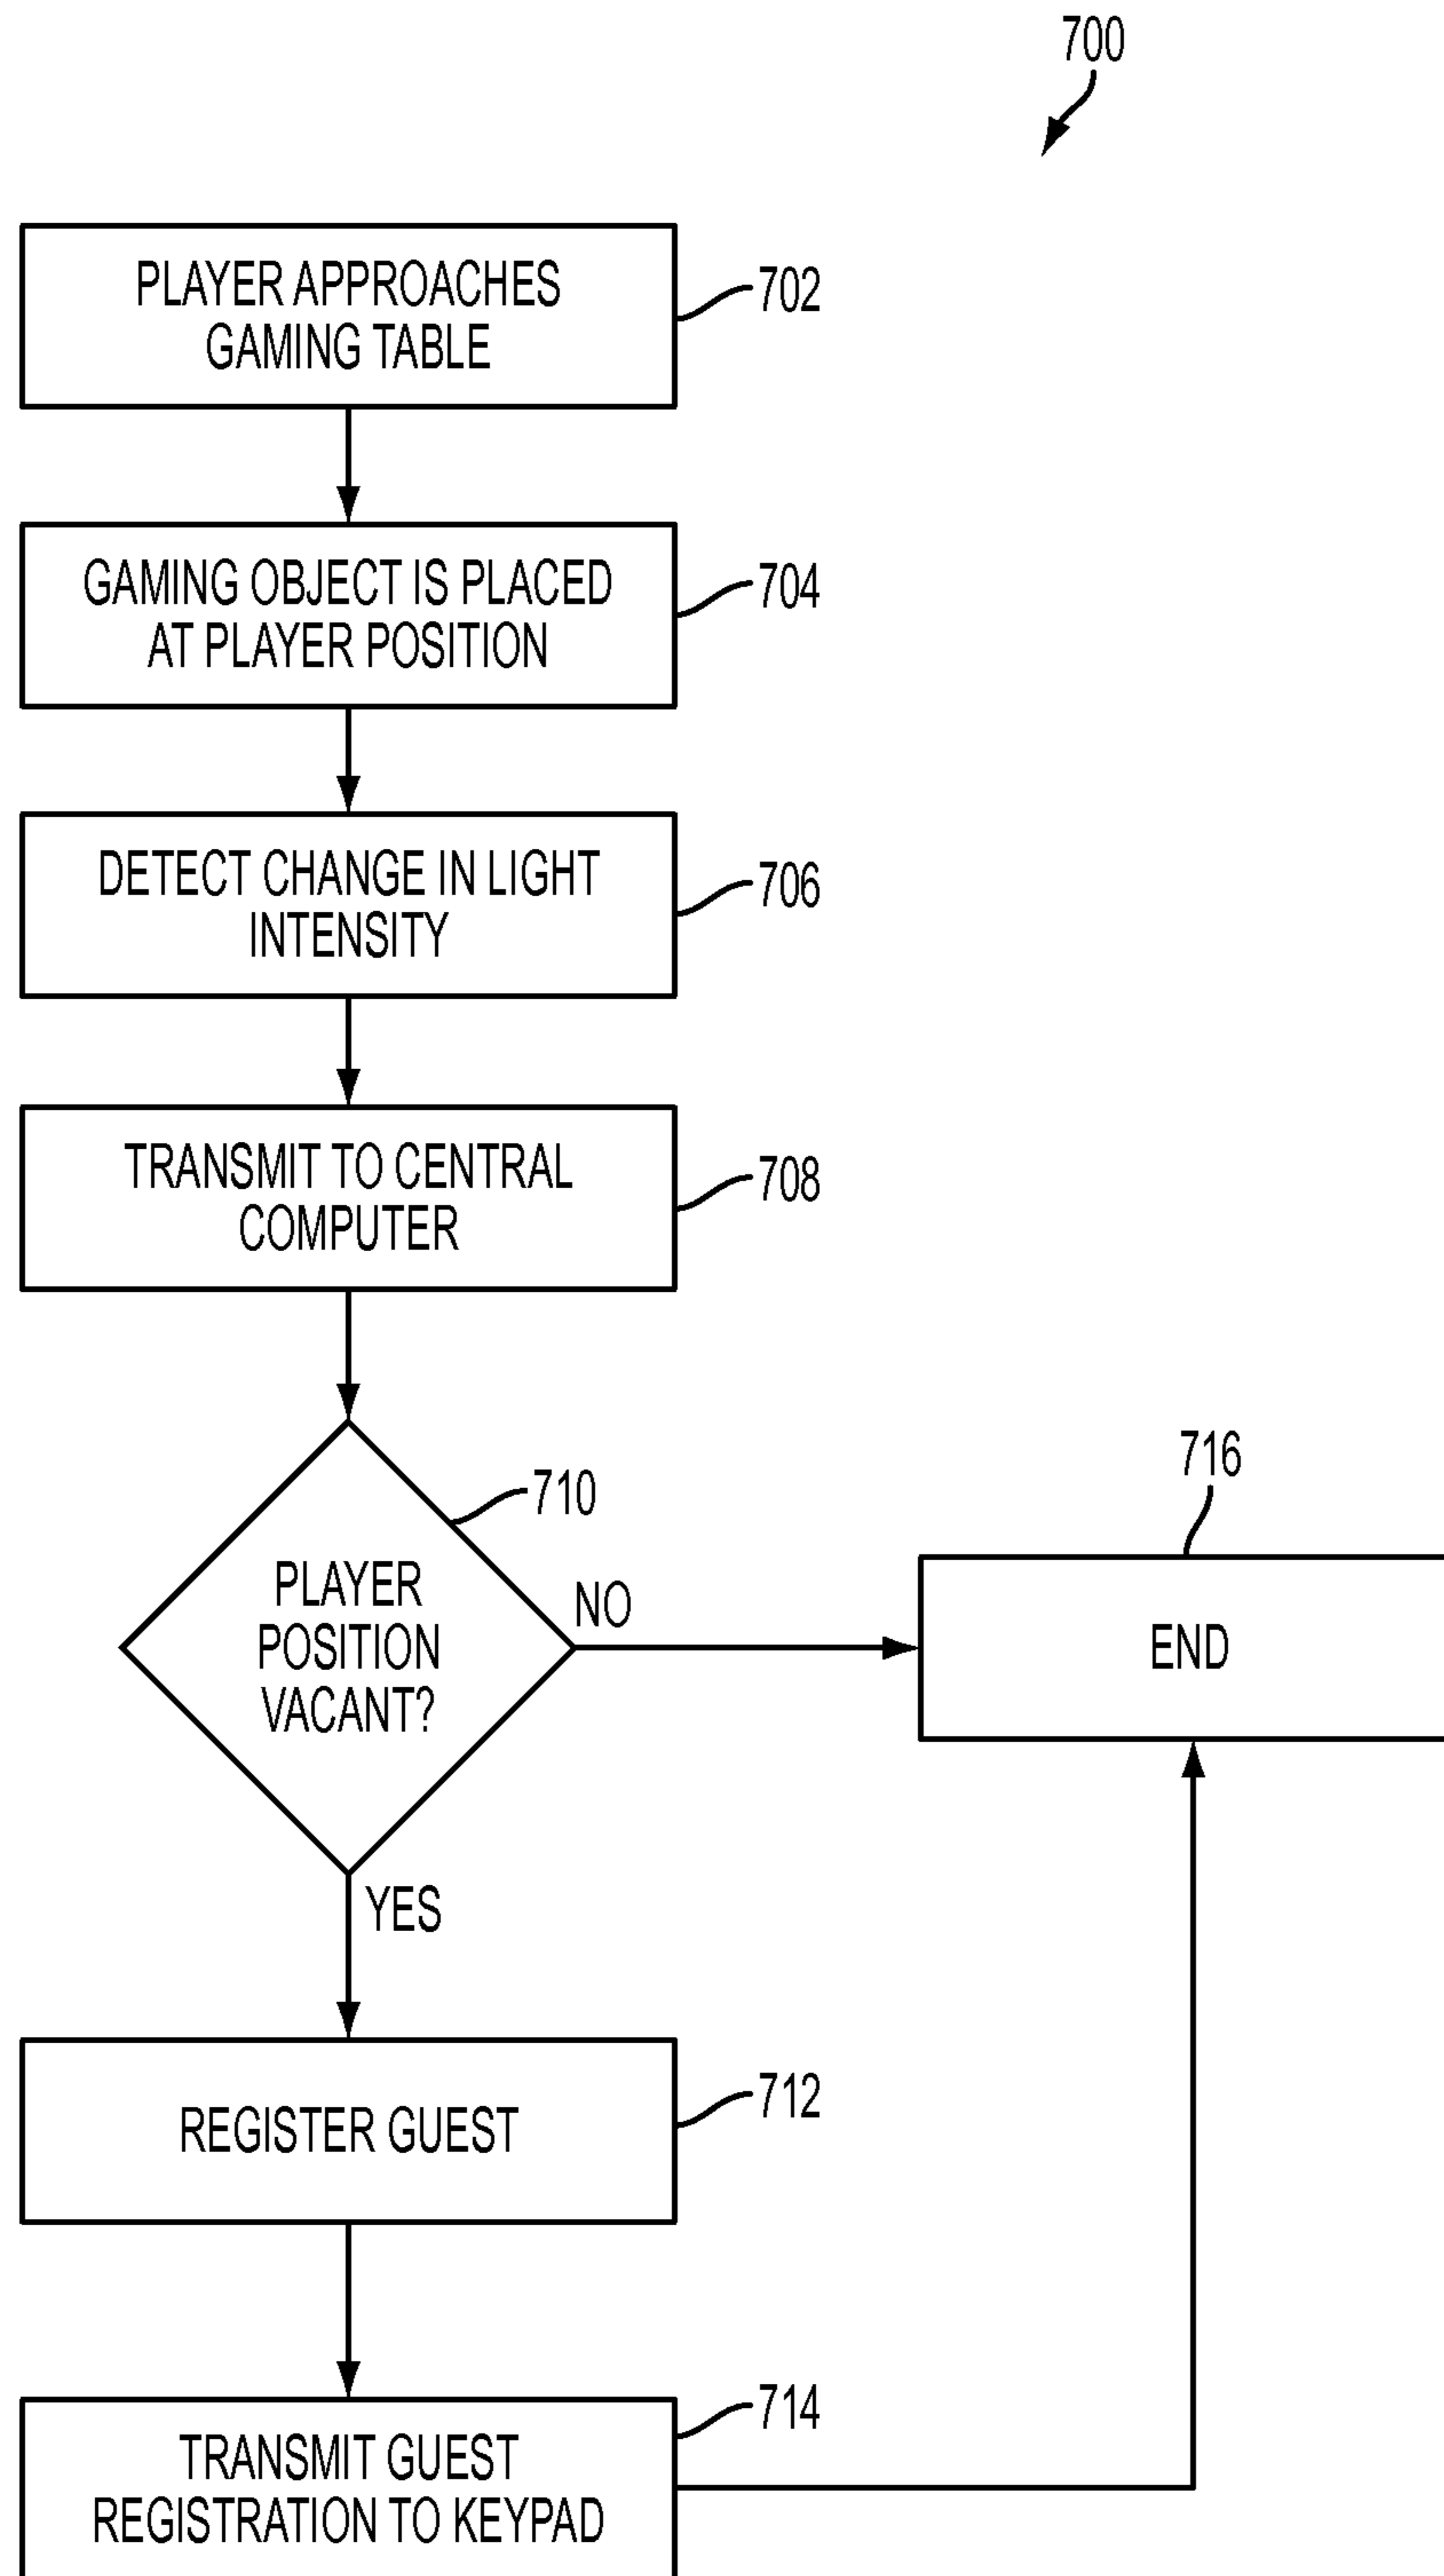 700
PLAYER APPROACHES
GAMING TABLE
702
GAMING OBJECT IS PLACED
AT PLAYER POSITION
704
DETECT CHANGE IN LIGHT
INTENSITY
706
TRANSMIT TO CENTRAL
COMPUTER
708
710
PLAYER
POSITION
VACANT?
NO
716
END
YES
REGISTER GUEST
712
TRANSMIT GUEST
REGISTRATION TO KEYPAD
714